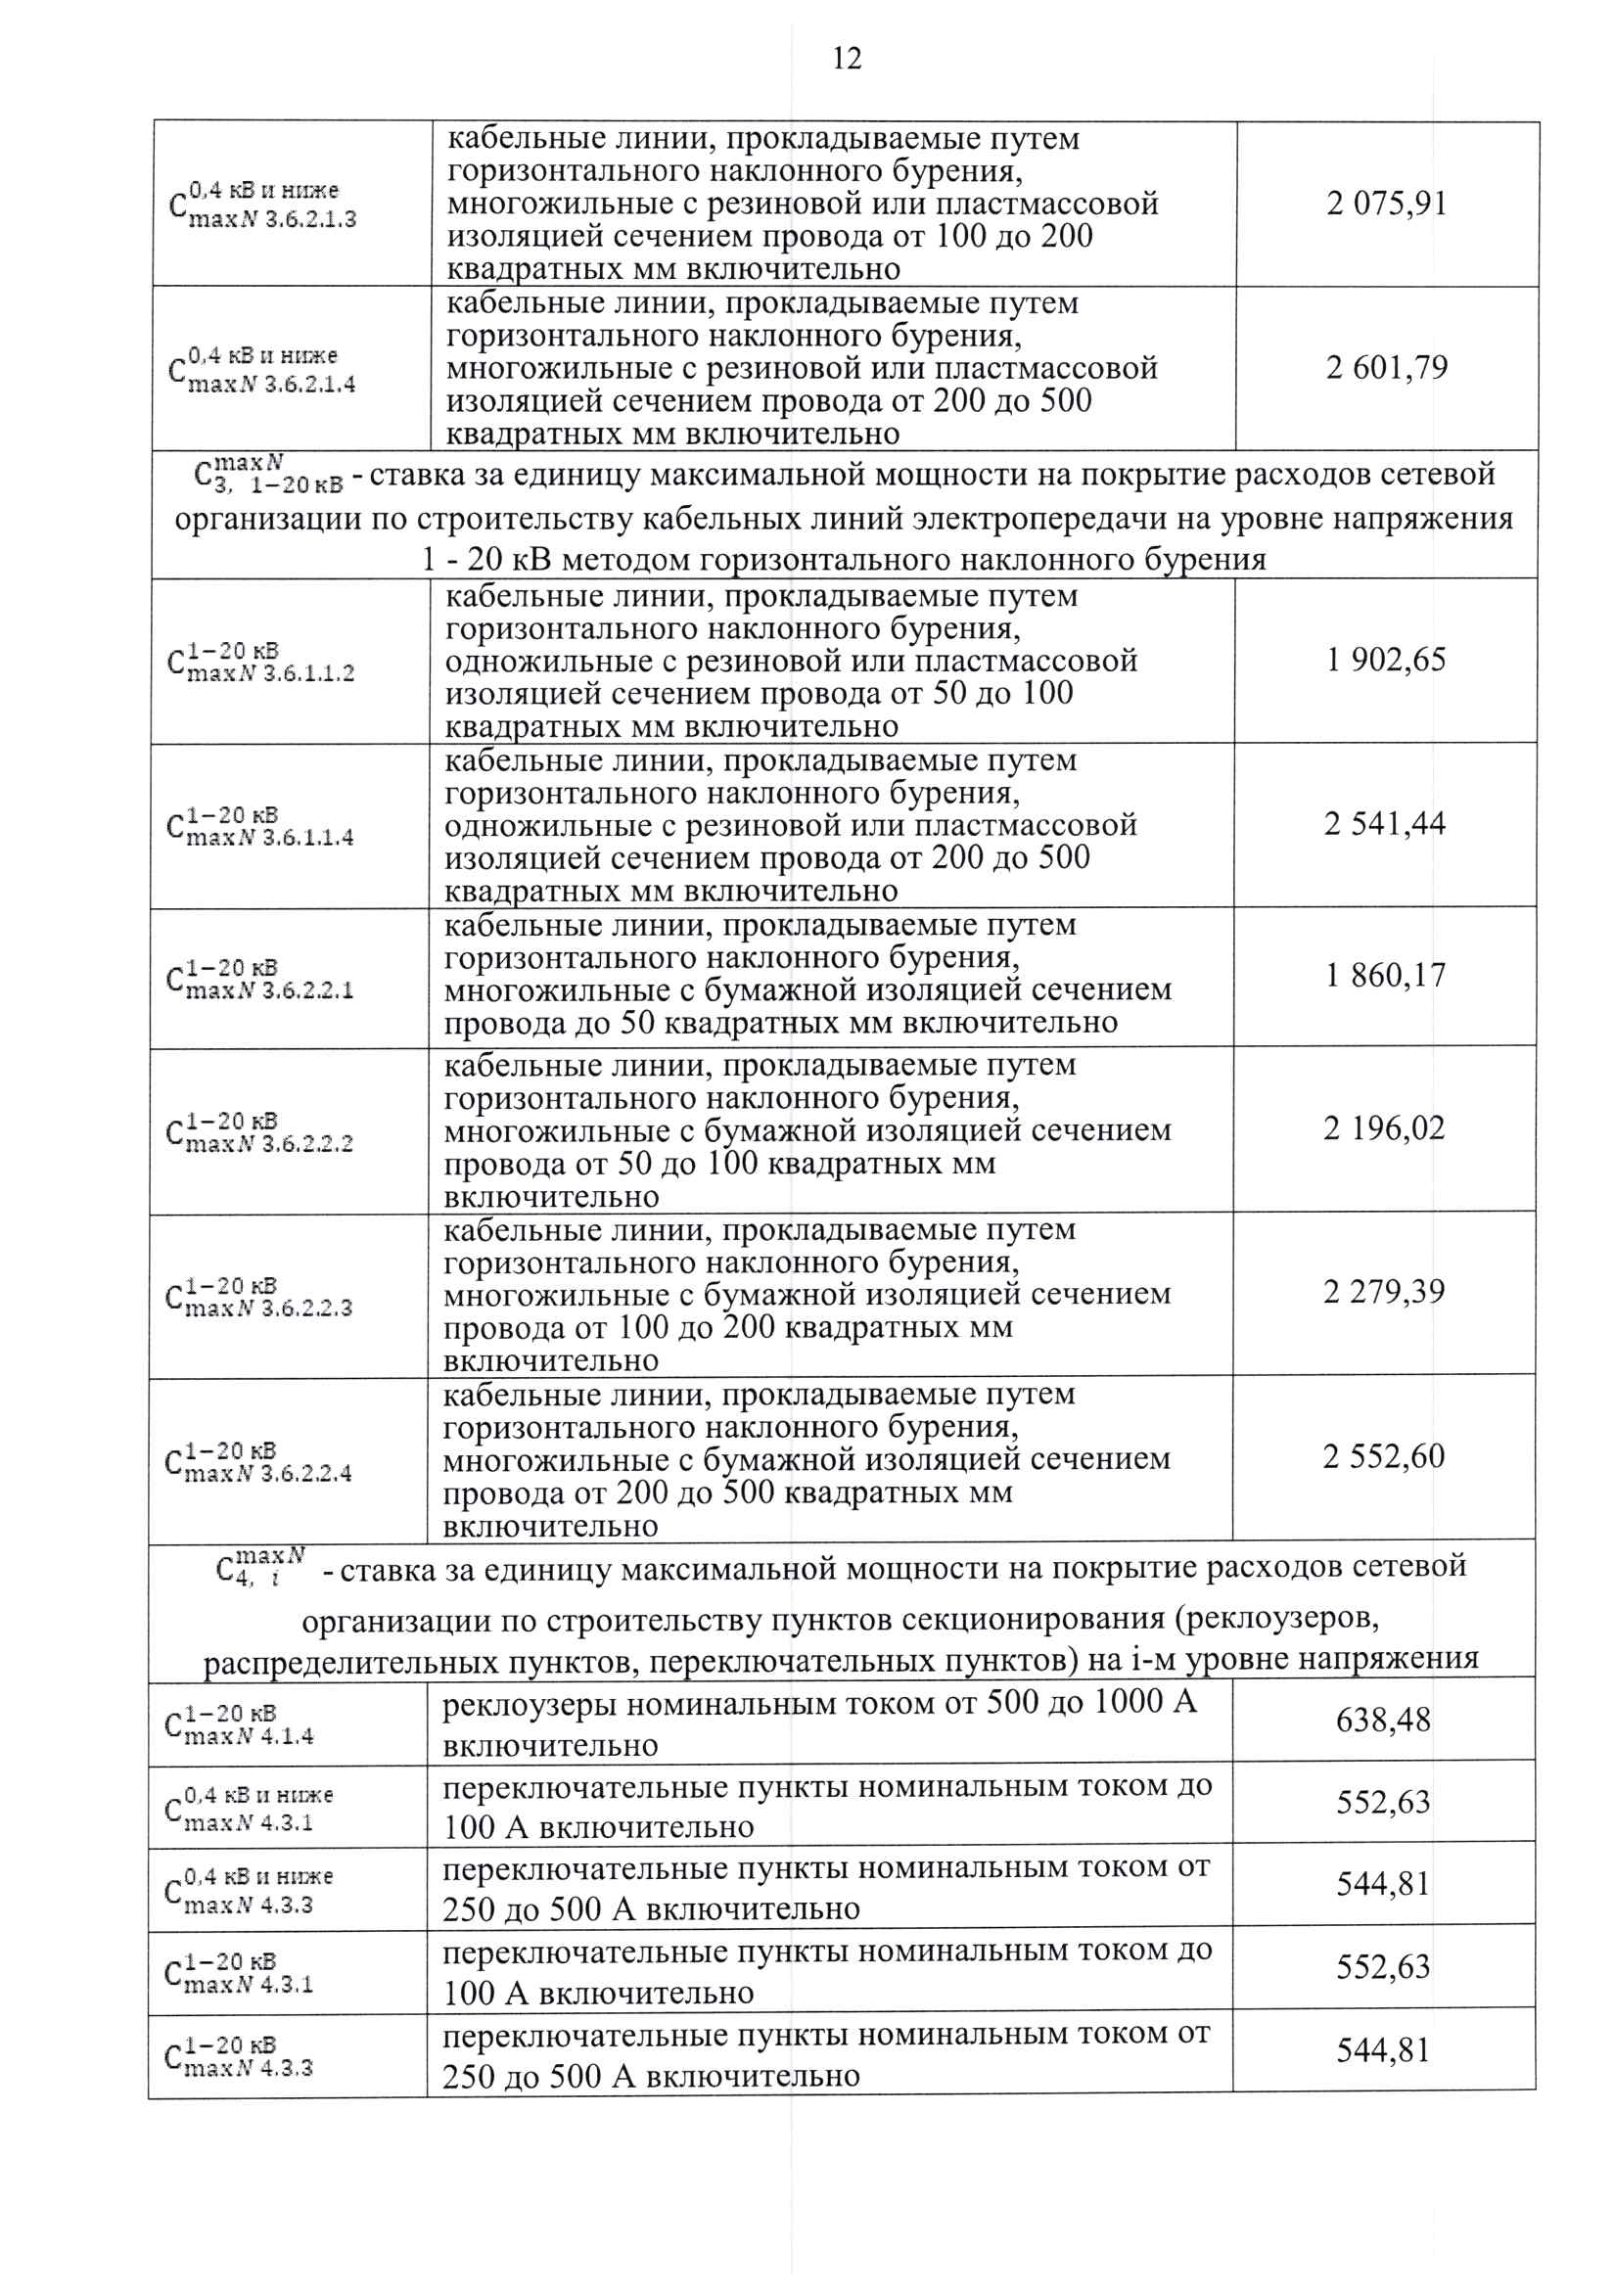 12
кабельные линии, прокладываемые путем
горизонтального наклонного бурения,
C^{0,4 кВ и ниже}_{maxN 3.6.2.1.3} многожильные с резиновой или пластмассовой 2 075,91
изоляцией сечением провода от 100 до 200
квадратных мм включительно
кабельные линии, прокладываемые путем
горизонтального наклонного бурения,
C^{0,4 кВ и ниже}_{maxN 3.6.2.1.4} многожильные с резиновой или пластмассовой 2 601,79
изоляцией сечением провода от 200 до 500
квадратных мм включительно
C^{maxN}_{3, 1–20 кВ} - ставка за единицу максимальной мощности на покрытие расходов сетевой
организации по строительству кабельных линий электропередачи на уровне напряжения
1 - 20 кВ методом горизонтального наклонного бурения
кабельные линии, прокладываемые путем
горизонтального наклонного бурения,
C^{1–20 кВ}_{maxN 3.6.1.1.2} одножильные с резиновой или пластмассовой 1 902,65
изоляцией сечением провода от 50 до 100
квадратных мм включительно
кабельные линии, прокладываемые путем
горизонтального наклонного бурения,
C^{1–20 кВ}_{maxN 3.6.1.1.4} одножильные с резиновой или пластмассовой 2 541,44
изоляцией сечением провода от 200 до 500
квадратных мм включительно
кабельные линии, прокладываемые путем
горизонтального наклонного бурения,
C^{1–20 кВ}_{maxN 3.6.2.2.1} многожильные с бумажной изоляцией сечением 1 860,17
провода до 50 квадратных мм включительно
кабельные линии, прокладываемые путем
горизонтального наклонного бурения,
C^{1–20 кВ}_{maxN 3.6.2.2.2} многожильные с бумажной изоляцией сечением 2 196,02
провода от 50 до 100 квадратных мм
включительно
кабельные линии, прокладываемые путем
горизонтального наклонного бурения,
C^{1–20 кВ}_{maxN 3.6.2.2.3} многожильные с бумажной изоляцией сечением 2 279,39
провода от 100 до 200 квадратных мм
включительно
кабельные линии, прокладываемые путем
горизонтального наклонного бурения,
C^{1–20 кВ}_{maxN 3.6.2.2.4} многожильные с бумажной изоляцией сечением 2 552,60
провода от 200 до 500 квадратных мм
включительно
C^{maxN}_{4, i} - ставка за единицу максимальной мощности на покрытие расходов сетевой
организации по строительству пунктов секционирования (реклоузеров,
распределительных пунктов, переключательных пунктов) на i-м уровне напряжения
C^{1–20 кВ}_{maxN 4.1.4} реклоузеры номинальным током от 500 до 1000 А 638,48
включительно
C^{0,4 кВ и ниже}_{maxN 4.3.1} переключательные пункты номинальным током до 552,63
100 А включительно
C^{0,4 кВ и ниже}_{maxN 4.3.3} переключательные пункты номинальным током от 544,81
250 до 500 А включительно
C^{1–20 кВ}_{maxN 4.3.1} переключательные пункты номинальным током до 552,63
100 А включительно
C^{1–20 кВ}_{maxN 4.3.3} переключательные пункты номинальным током от 544,81
250 до 500 А включительно